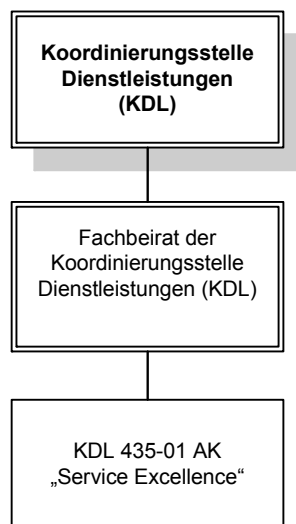 Koordinierungsstelle
Dienstleistungen
(KDL)
Fachbeirat der
Koordinierungsstelle
Dienstleistungen (KDL)
KDL 435-01 AK
„Service Excellence“